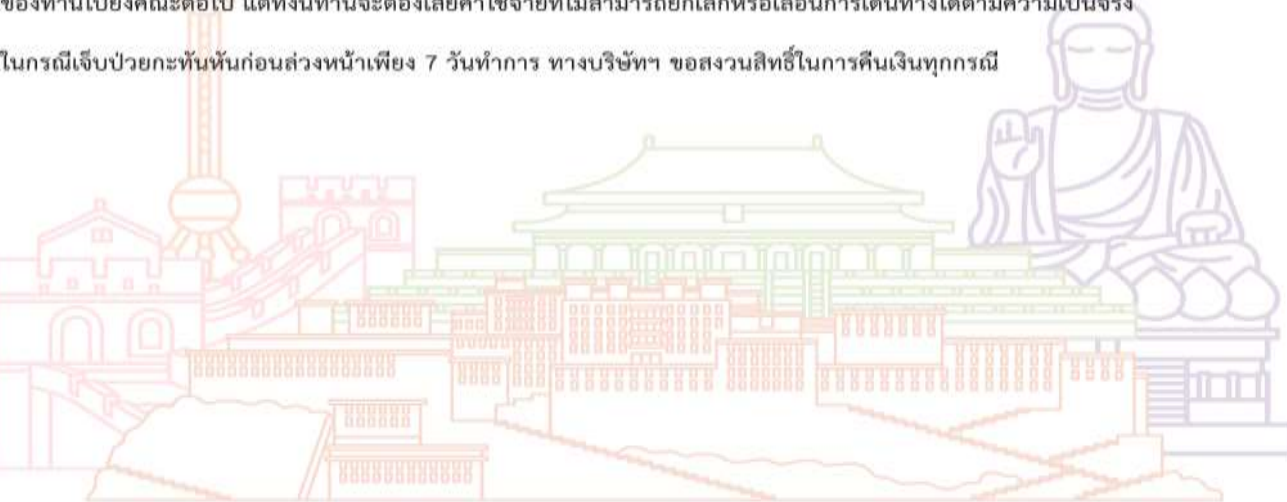 ของท่านไปยังคณะต่อไป แต่ทั้งนี้ท่านจะต้องเสียค่าใช้จ่ายที่ไม่สามารถยกเลิกหรือเลื่อนการเดินทางได้ตามความเป็นจริง
ในกรณีเจ็บป่วยกะทันหันก่อนล่วงหน้าเพียง 7 วันทำการ ทางบริษัทฯ ขอสงวนสิทธิ์ในการคืนเงินทุกกรณี